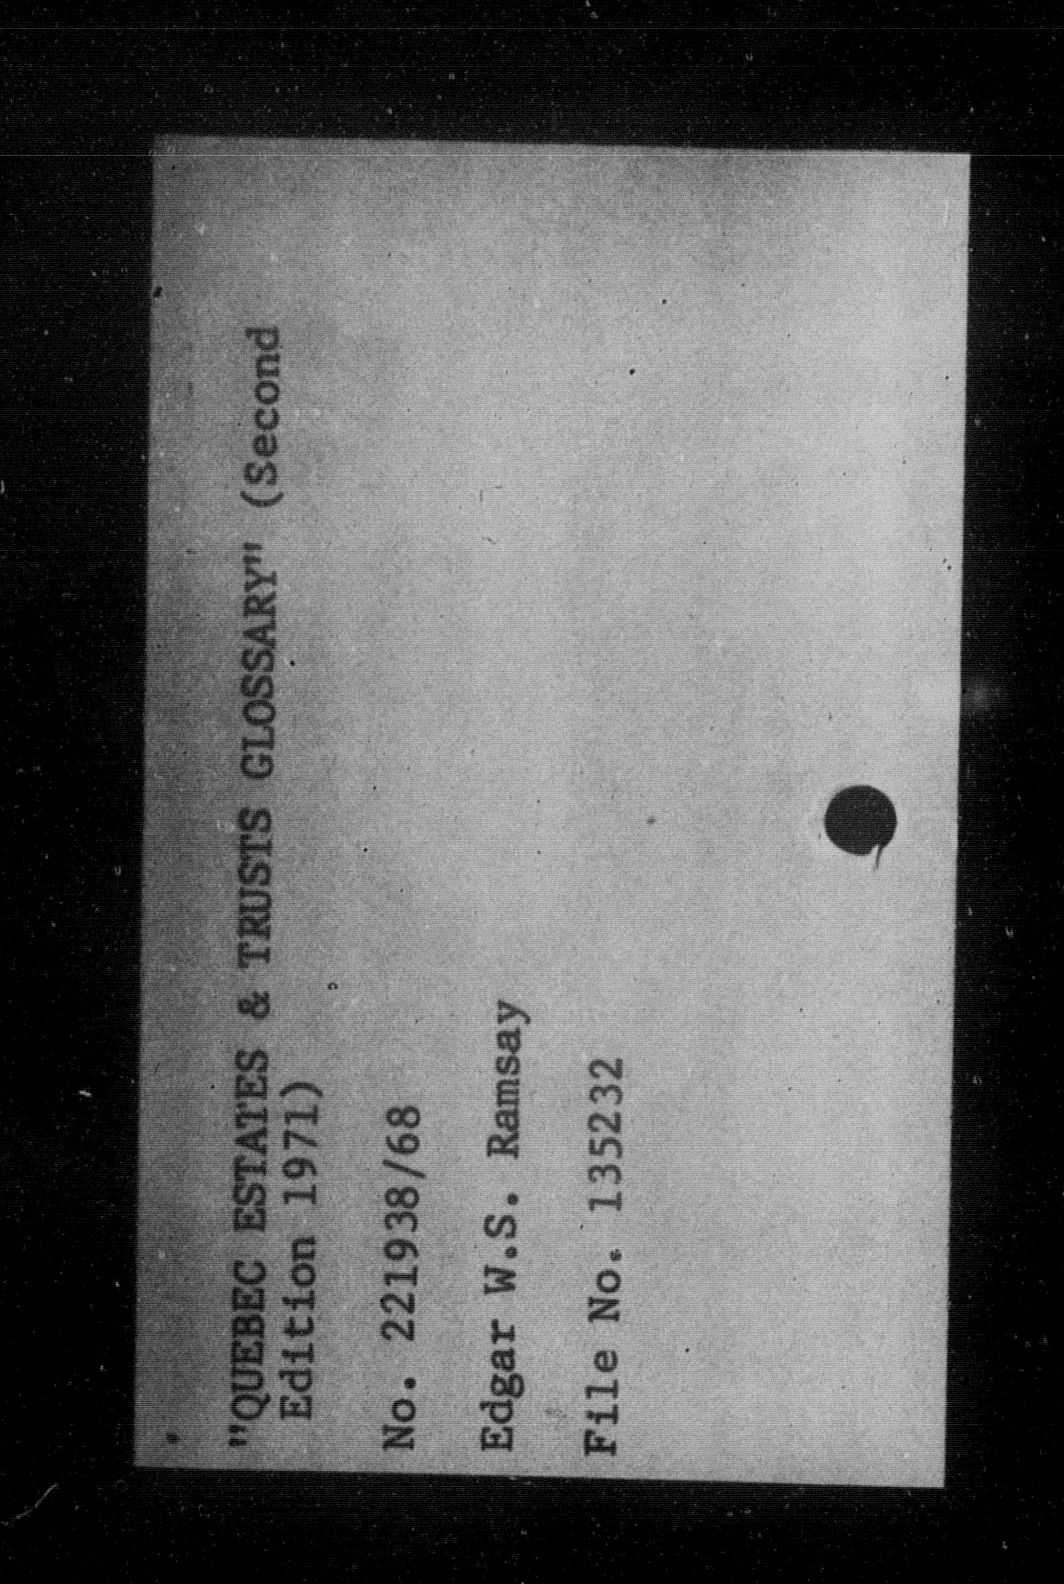 "QUEBEC ESTATES & TRUSTS GLOSSARY" (Second
Edition 1971)
No. 221938/68
Edgar W.S. Ramsay
File No. 135232